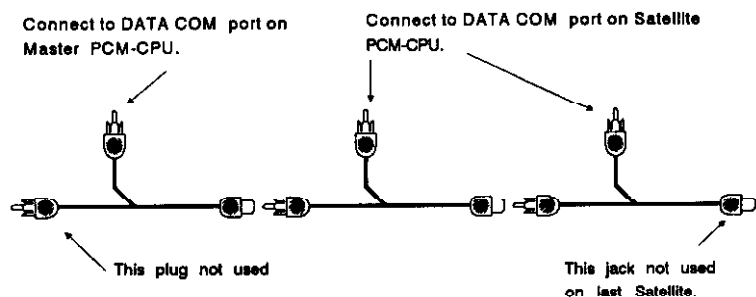 Connect to DATA COM port on
Master PCM-CPU.
Connect to DATA COM port on Satellite
PCM-CPU.
This plug not used
This jack not used
on last Satellite.